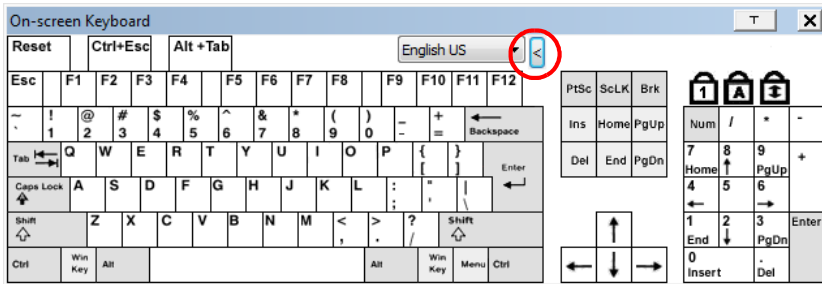 On-screen Keyboard T X
Reset Ctrl+Esc Alt +Tab English US <
Esc F1 F2 F3 F4 F5 F6 F7 F8 F9 F10 F11 F12 PtSc ScLK Brk 1 A
~ ! @ # $ % ^ & * ( ) _ +
` 1 2 3 4 5 6 7 8 9 0 - = Backspace Ins Home PgUp Num / * -
Tab Q W E R T Y U I O P { }
[ ] Enter Del End PgDn 7 8 9 +
Home PgUp
Caps Lock A S D F G H J K L : " |
; ' \ 4 5 6
Shift Z X C V B N M < > ? Shift
, . / 1 2 3 Enter
End PgDn
Ctrl Win Key Alt Alt Win Key Menu Ctrl 0 .
Insert Del